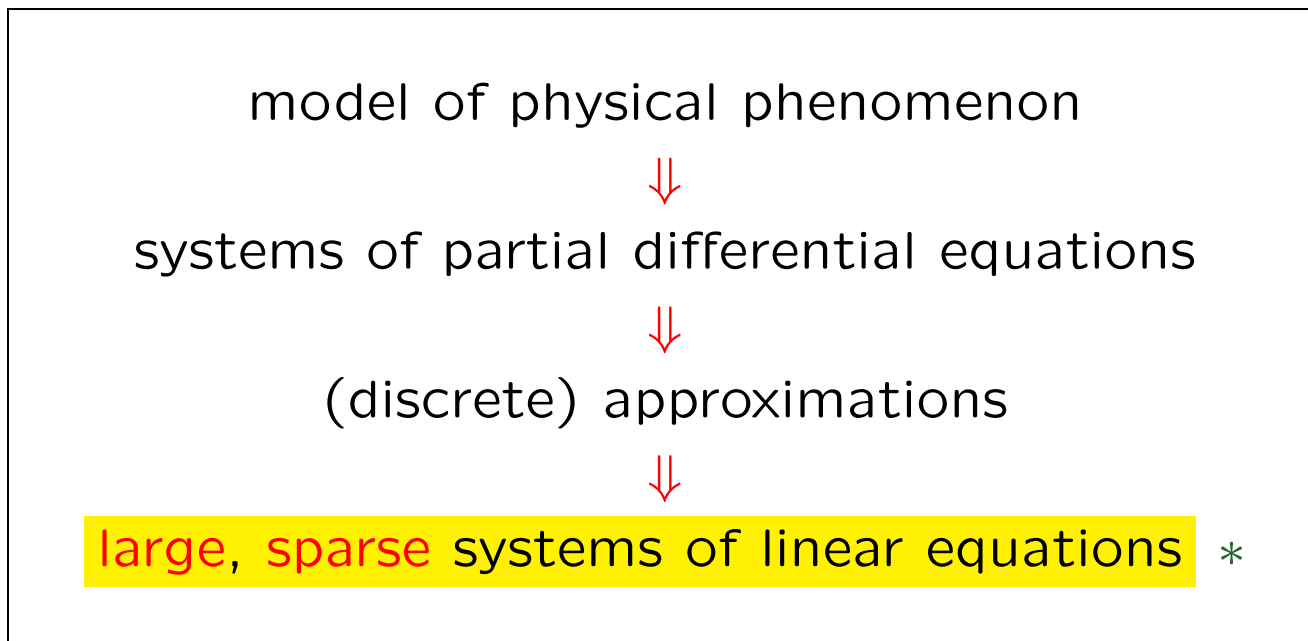 model of physical phenomenon
⇓
systems of partial differential equations
⇓
(discrete) approximations
⇓
large, sparse systems of linear equations *